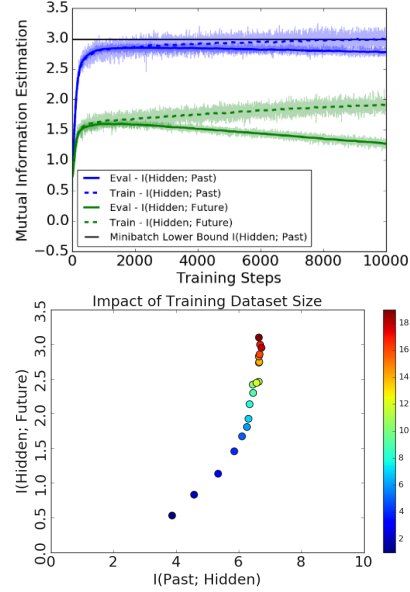 3.5
3.0
2.5
2.0
1.5
1.0
0.5
0.0
−0.5
Mutual Information Estimation
Eval - I(Hidden; Past)
Train - I(Hidden; Past)
Eval - I(Hidden; Future)
Train - I(Hidden; Future)
Minibatch Lower Bound I(Hidden; Past)
0 2000 4000 6000 8000 10000
Training Steps
Impact of Training Dataset Size
3.5
3.0
2.5
2.0
1.5
1.0
0.5
0.0
I(Hidden; Future)
0 2 4 6 8 10
I(Past; Hidden)
18
16
14
12
10
8
6
4
2